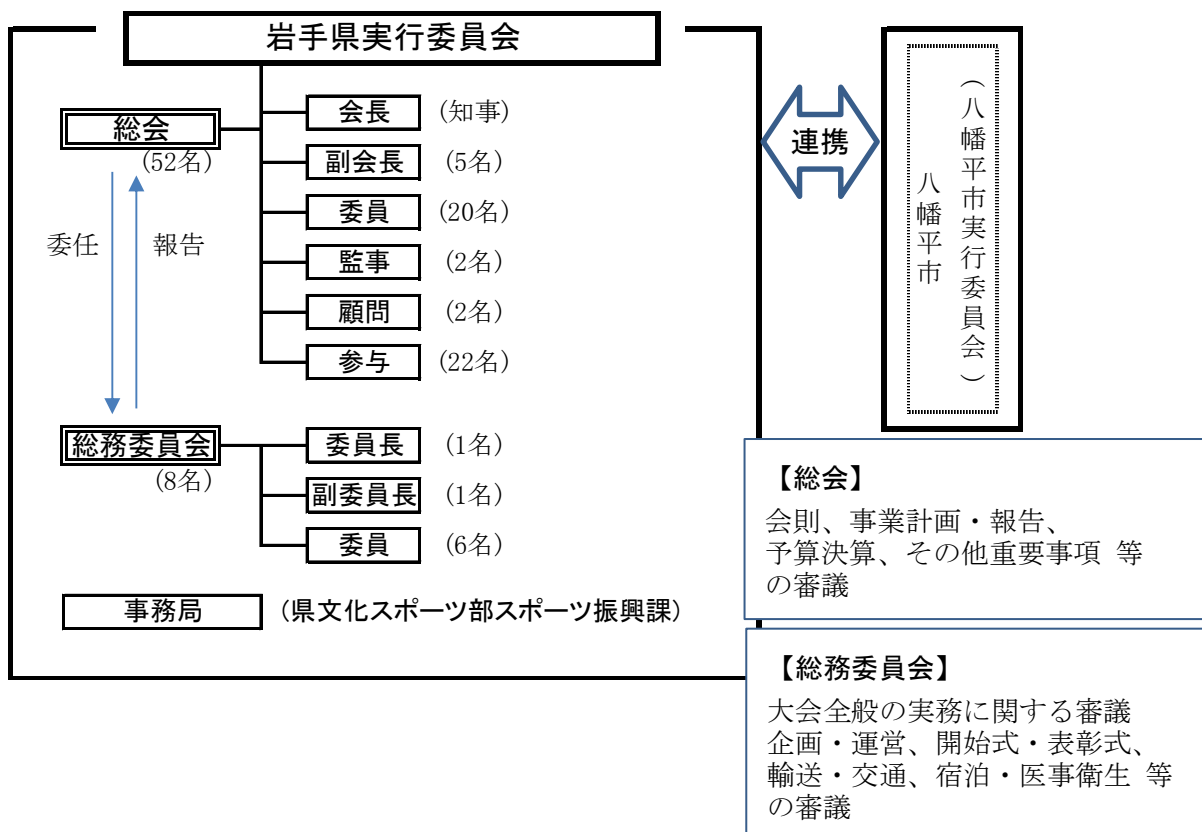 岩手県実行委員会
総会
(52名)
会長 (知事)
副会長 (5名)
委員 (20名)
監事 (2名)
顧問 (2名)
参与 (22名)
委任 報告
総務委員会
(8名)
委員長 (1名)
副委員長 (1名)
委員 (6名)
事務局 (県文化スポーツ部スポーツ振興課)
連携
(八幡平市実行委員会)
八幡平市
【総会】
会則、事業計画・報告、
予算決算、その他重要事項 等
の審議
【総務委員会】
大会全般の実務に関する審議
企画・運営、開始式・表彰式、
輸送・交通、宿泊・医事衛生 等
の審議